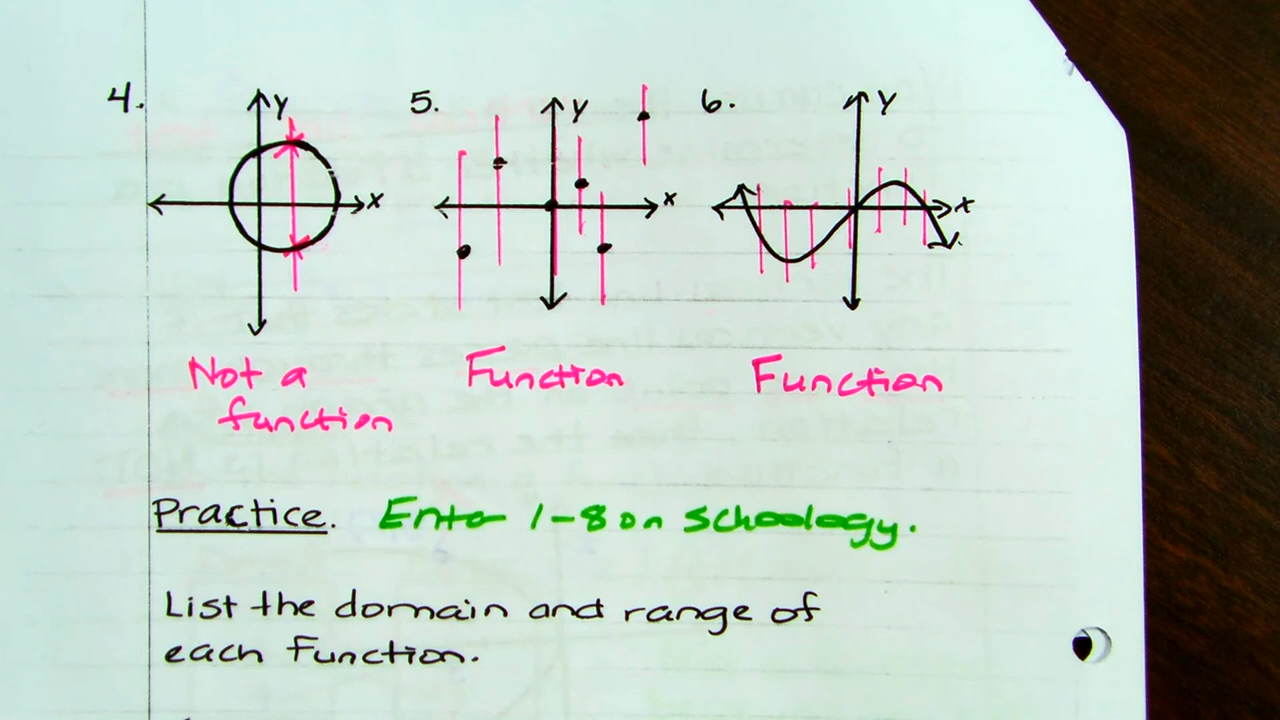 4. y x 5. y x 6. y x
Not a Function Function
function
Practice. Enter 1-8 on schoology.
List the domain and range of
each Function.